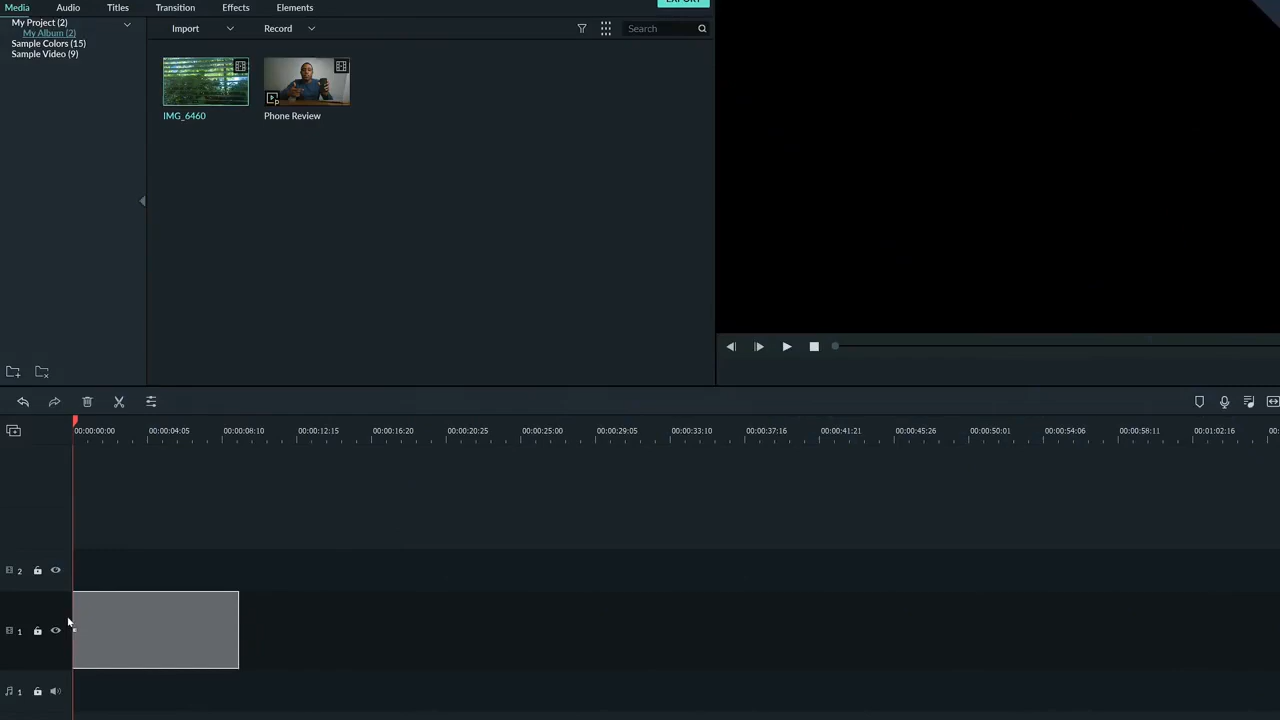 Media Audio Titles Transition Effects Elements EXPORT
My Project (2)
My Album (2)
Sample Colors (15)
Sample Video (9)
Import Record Search
IMG_6460 Phone Review
00:00:00:00 00:00:04:05 00:00:08:10 00:00:12:15 00:00:16:20 00:00:20:25 00:00:25:00 00:00:29:05 00:00:33:10 00:00:37:16 00:00:41:21 00:00:45:26 00:00:50:01 00:00:54:06 00:00:58:11 00:01:02:16 00:
2
1
1